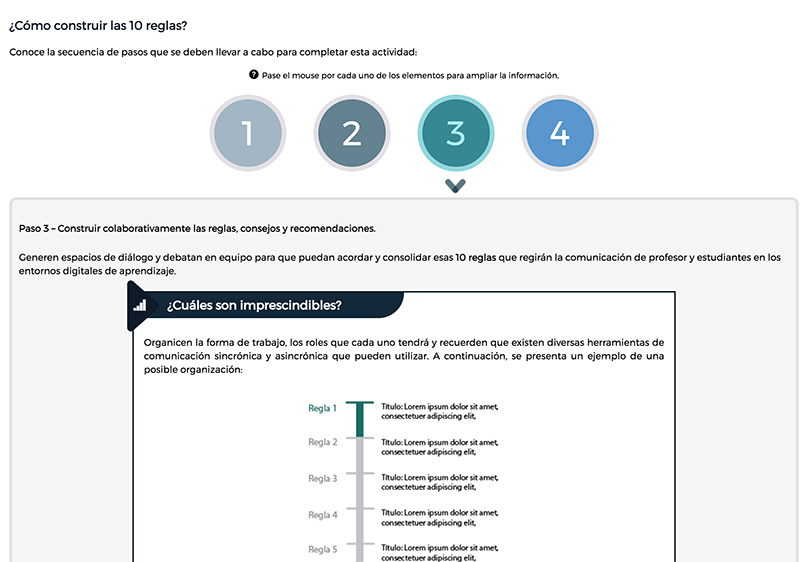 ¿Cómo construir las 10 reglas?
Conoce la secuencia de pasos que se deben llevar a cabo para completar esta actividad:
? Pase el mouse por cada uno de los elementos para ampliar la información.
1 2 3 4
Paso 3 – Construir colaborativamente las reglas, consejos y recomendaciones.
Generen espacios de diálogo y debatan en equipo para que puedan acordar y consolidar esas 10 reglas que regirán la comunicación de profesor y estudiantes en los
entornos digitales de aprendizaje.
¿Cuáles son imprescindibles?
Organicen la forma de trabajo, los roles que cada uno tendrá y recuerden que existen diversas herramientas de
comunicación sincrónica y asincrónica que pueden utilizar. A continuación, se presenta un ejemplo de una
posible organización:
Regla 1 Título: Lorem ipsum dolor sit amet,
consectetuer adipiscing elit,
Regla 2 Título: Lorem ipsum dolor sit amet,
consectetuer adipiscing elit,
Regla 3 Título: Lorem ipsum dolor sit amet,
consectetuer adipiscing elit,
Regla 4 Título: Lorem ipsum dolor sit amet,
consectetuer adipiscing elit,
Regla 5 Título: Lorem ipsum dolor sit amet,
consectetuer adipiscing elit,